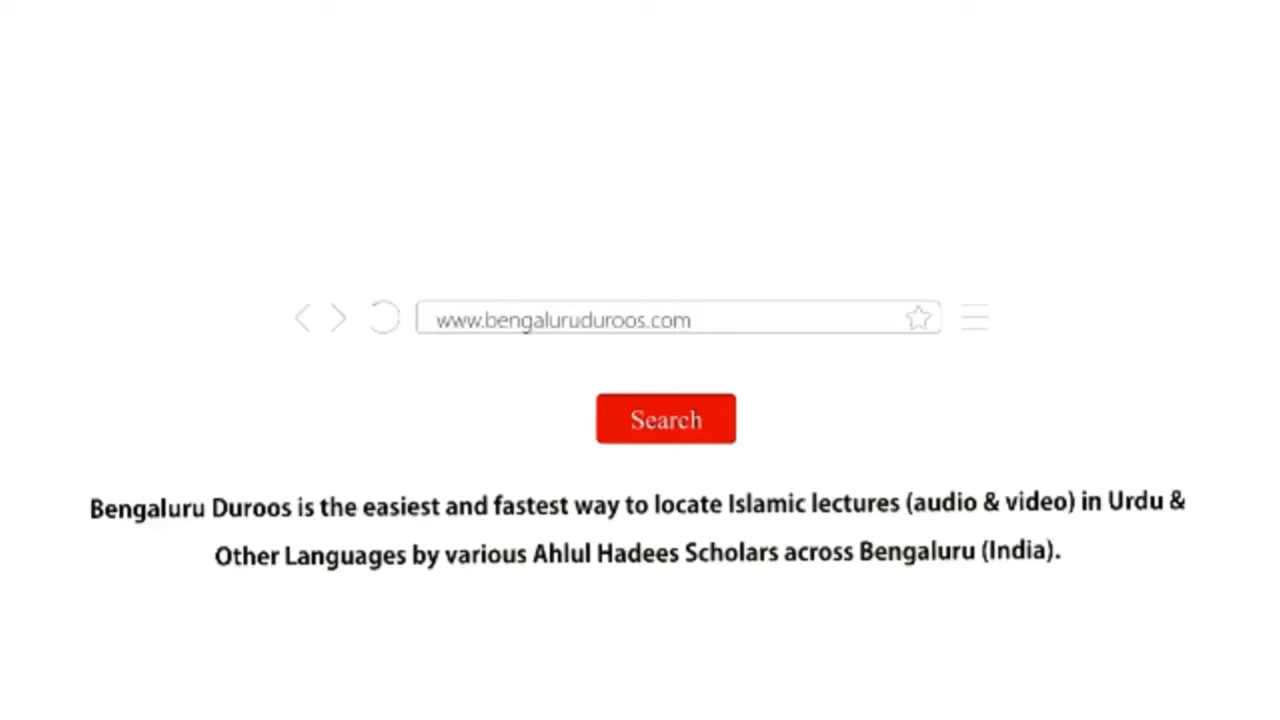 www.bengaluruduroos.com
Search
Bengaluru Duroos is the easiest and fastest way to locate Islamic lectures (audio & video) in Urdu &
Other Languages by various Ahlul Hadees Scholars across Bengaluru (India).